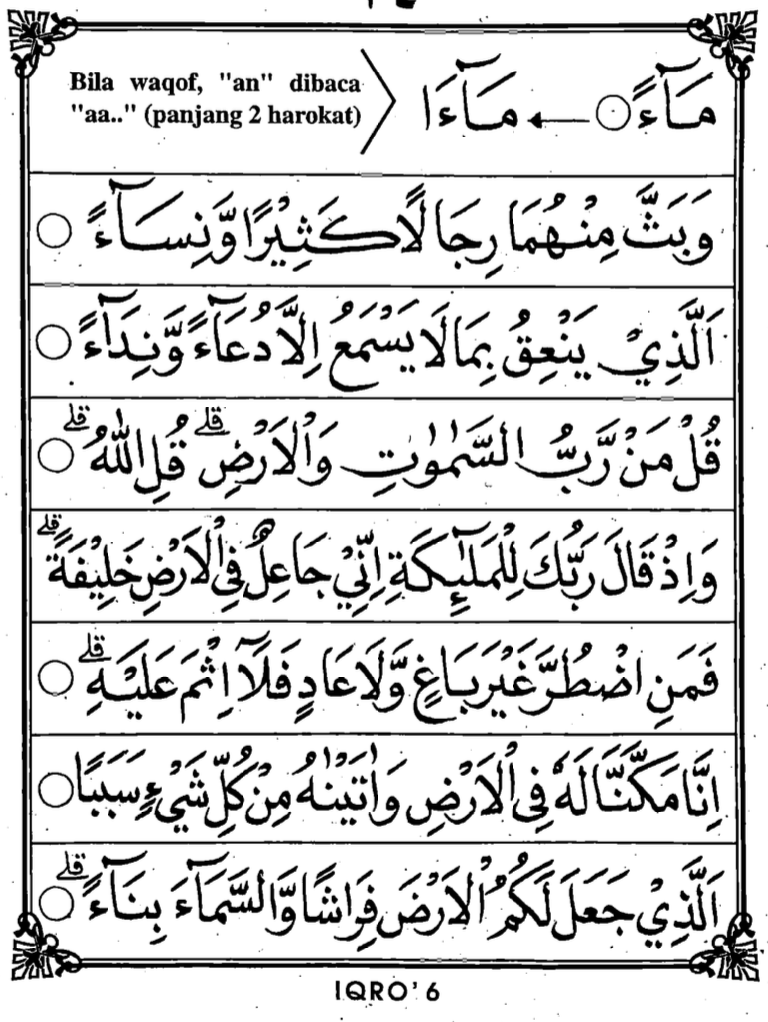 Bila waqof, "an" dibaca
"aa.." (panjang 2 harokat)
مَآءً ○ ← مَآءَا
وَبَثَّ مِنْهُمَا رِجَالًا كَثِيْرًا وَّنِسَآءً ○
اَلَّذِيْ يَنْعِقُ بِمَا لَا يَسْمَعُ اِلَّا دُعَآءً وَّنِدَآءً ○
قُلْ مَنْ رَّبُّ السَّمٰوٰتِ وَالْاَرْضِ ۗ قُلِ اللّٰهُ ۗ ○
وَاِذْ قَالَ رَبُّكَ لِلْمَلٰٓئِكَةِ اِنِّيْ جَاعِلٌ فِى الْاَرْضِ خَلِيْفَةً ۗ
فَمَنِ اضْطُرَّ غَيْرَ بَاغٍ وَّلَا عَادٍ فَلَآ اِثْمَ عَلَيْهِ ۗ ○
اِنَّا مَكَّنَّا لَهٗ فِى الْاَرْضِ وَاٰتَيْنٰهُ مِنْ كُلِّ شَيْءٍ سَبَبًا ○
اَلَّذِيْ جَعَلَ لَكُمُ الْاَرْضَ فِرَاشًا وَّالسَّمَآءَ بِنَآءً ۗ ○
IQRO' 6